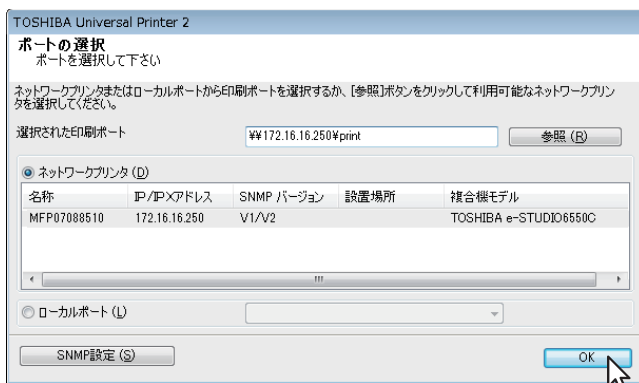 TOSHIBA Universal Printer 2
ポートの選択
ポートを選択して下さい
ネットワークプリンタまたはローカルポートから印刷ポートを選択するか、[参照]ボタンをクリックして利用可能なネットワークプリン
タを選択してください。
選択された印刷ポート ¥¥172.16.16.250¥print 参照 (R)
ネットワークプリンタ (D)
名称 IP/IPXアドレス SNMP バージョン 設置場所 複合機モデル
MFP07088510 172.16.16.250 V1/V2 TOSHIBA e-STUDIO6550C
ローカルポート (L)
SNMP設定 (S) OK